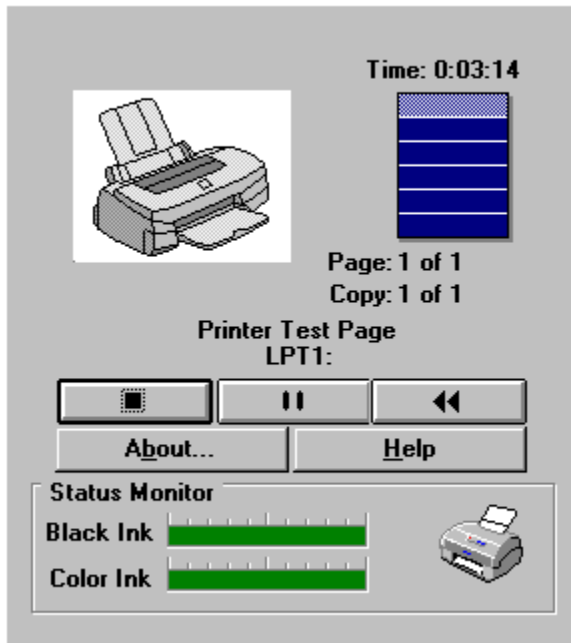 Time: 0:03:14
Page: 1 of 1
Copy: 1 of 1
Printer Test Page
LPT1:
About...
Help
Status Monitor
Black Ink
Color Ink